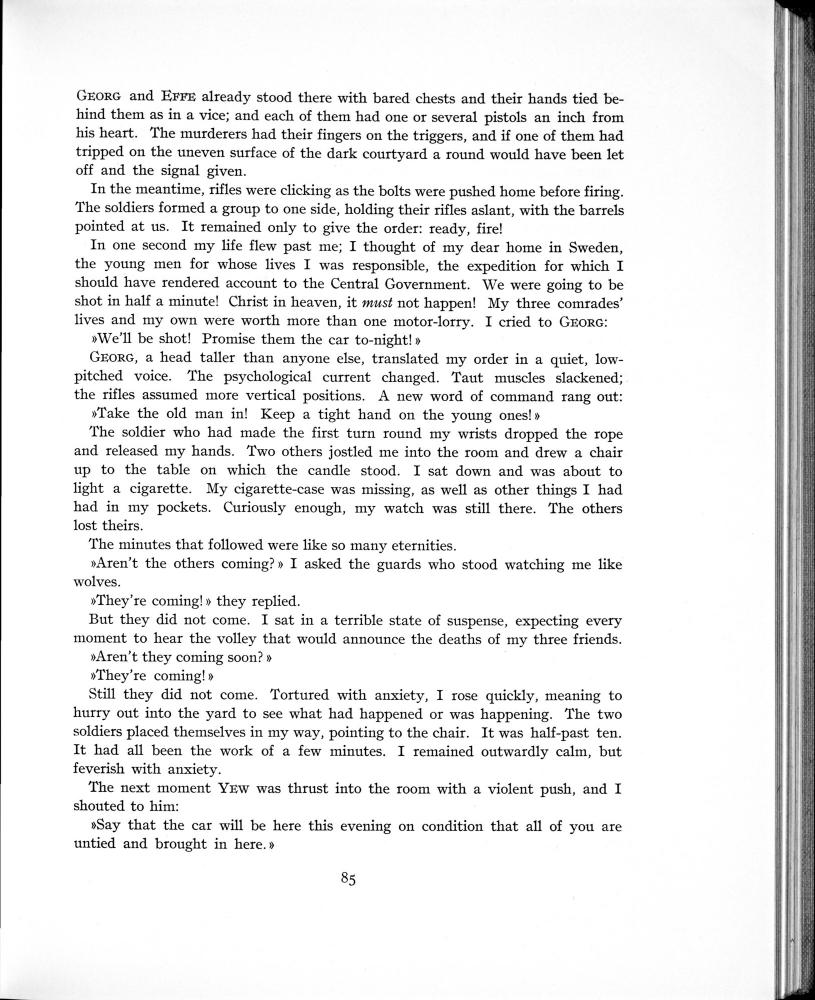 GEORG and EFFE already stood there with bared chests and their hands tied be-
hind them as in a vice; and each of them had one or several pistols an inch from
his heart. The murderers had their fingers on the triggers, and if one of them had
tripped on the uneven surface of the dark courtyard a round would have been let
off and the signal given.
In the meantime, rifles were clicking as the bolts were pushed home before firing.
The soldiers formed a group to one side, holding their rifles aslant, with the barrels
pointed at us. It remained only to give the order: ready, fire!
In one second my life flew past me; I thought of my dear home in Sweden,
the young men for whose lives I was responsible, the expedition for which I
should have rendered account to the Central Government. We were going to be
shot in half a minute! Christ in heaven, it must not happen! My three comrades'
lives and my own were worth more than one motor-lorry. I cried to GEORG:
»We'll be shot! Promise them the car to-night!»
GEORG, a head taller than anyone else, translated my order in a quiet, low-
pitched voice. The psychological current changed. Taut muscles slackened;
the rifles assumed more vertical positions. A new word of command rang out:
»Take the old man in! Keep a tight hand on the young ones!»
The soldier who had made the first turn round my wrists dropped the rope
and released my hands. Two others jostled me into the room and drew a chair
up to the table on which the candle stood. I sat down and was about to
light a cigarette. My cigarette-case was missing, as well as other things I had
had in my pockets. Curiously enough, my watch was still there. The others
lost theirs.
The minutes that followed were like so many eternities.
»Aren't the others coming?» I asked the guards who stood watching me like
wolves.
»They're coming!» they replied.
But they did not come. I sat in a terrible state of suspense, expecting every
moment to hear the volley that would announce the deaths of my three friends.
»Aren't they coming soon?»
»They're coming!»
Still they did not come. Tortured with anxiety, I rose quickly, meaning to
hurry out into the yard to see what had happened or was happening. The two
soldiers placed themselves in my way, pointing to the chair. It was half-past ten.
It had all been the work of a few minutes. I remained outwardly calm, but
feverish with anxiety.
The next moment YEW was thrust into the room with a violent push, and I
shouted to him:
»Say that the car will be here this evening on condition that all of you are
untied and brought in here.»
85